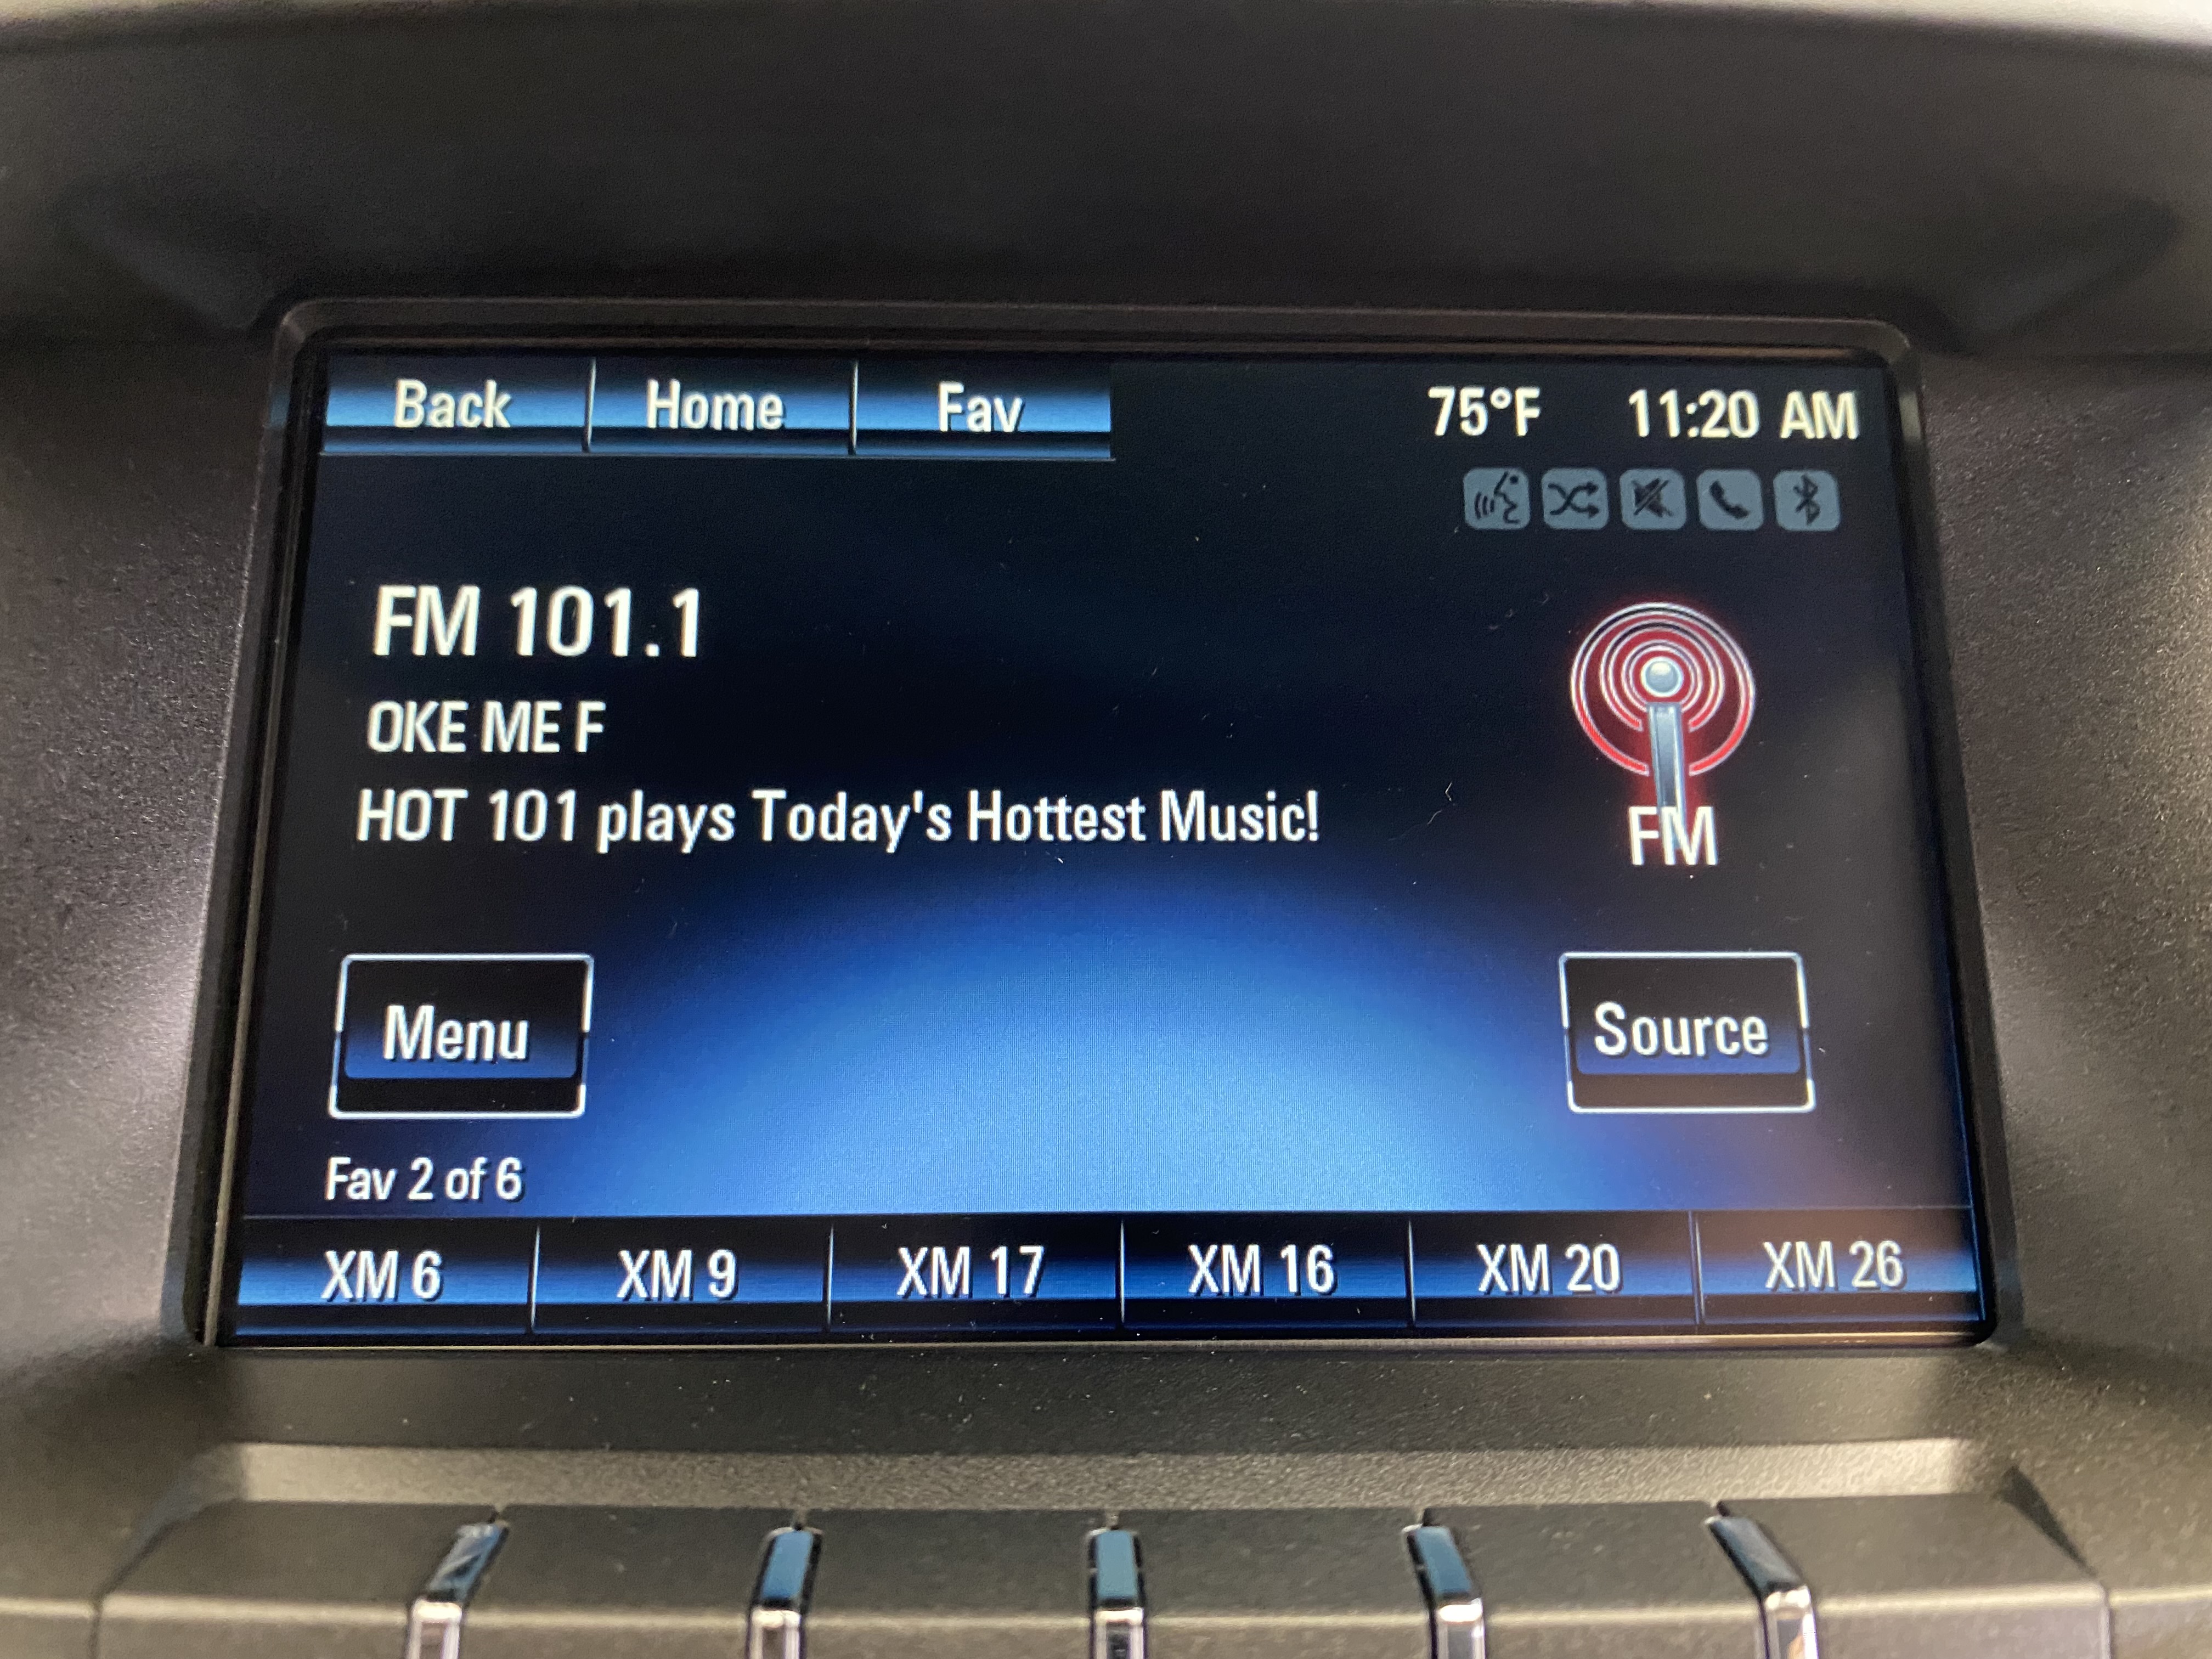 Back Home Fav 75°F 11:20 AM
FM 101.1
OKE ME F
HOT 101 plays Today's Hottest Music!
FM
Menu Source
Fav 2 of 6
XM 6 XM 9 XM 17 XM 16 XM 20 XM 26